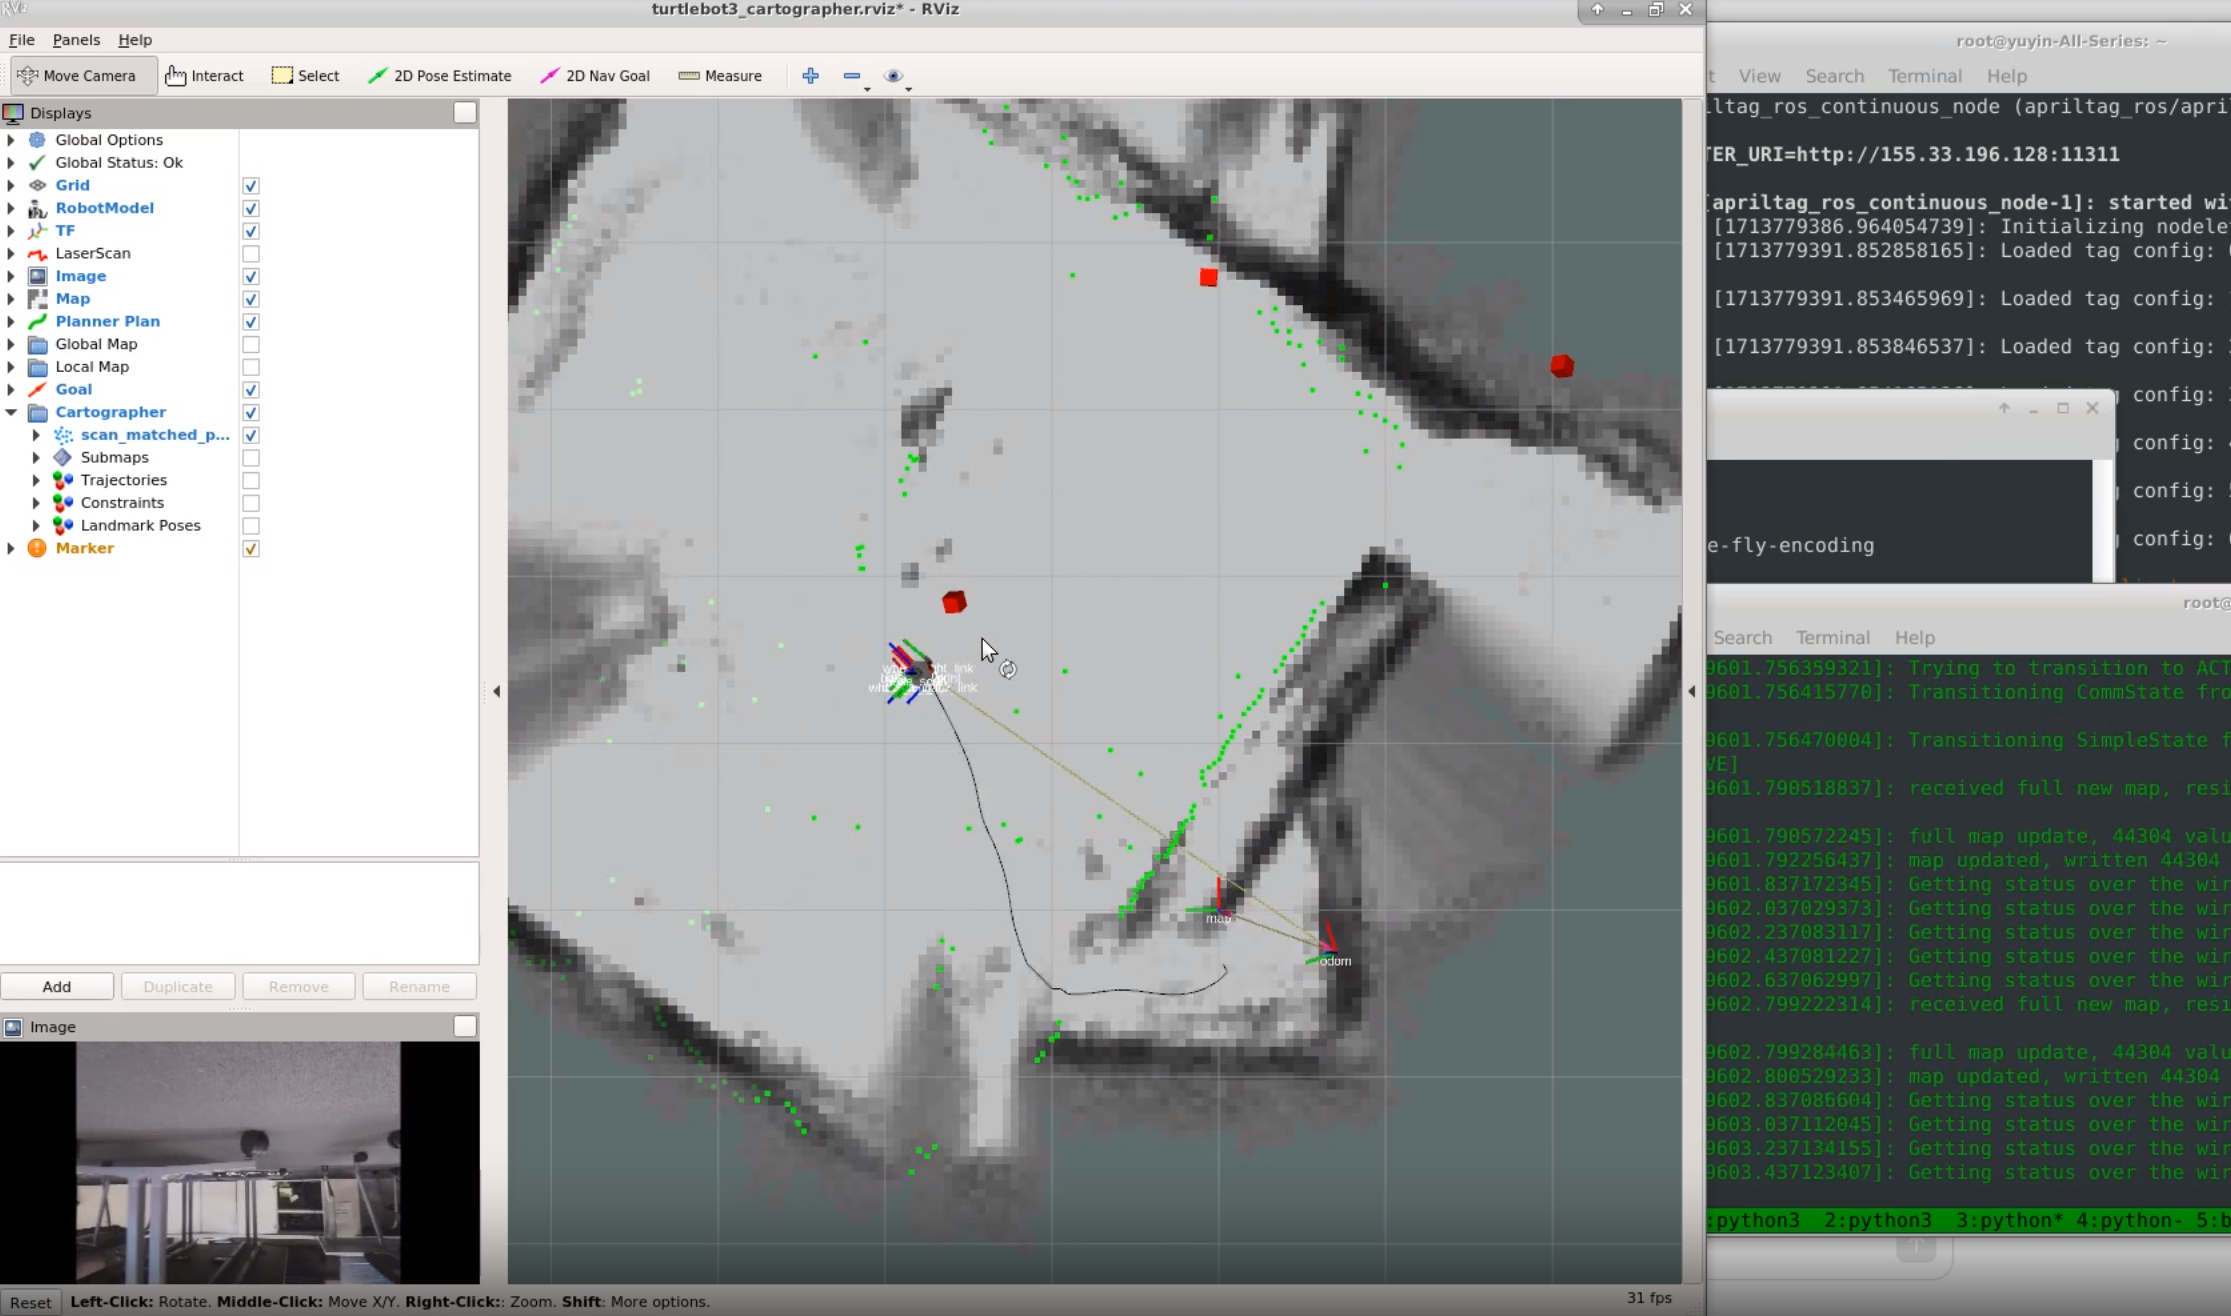 turtlebot3_cartographer.rviz* - RViz
File Panels Help
Move Camera Interact Select 2D Pose Estimate 2D Nav Goal Measure
Displays
Global Options
Global Status: Ok
Grid
RobotModel
TF
LaserScan
Image
Map
Planner Plan
Global Map
Local Map
Goal
Cartographer
scan_matched_p...
Submaps
Trajectories
Constraints
Landmark Poses
Marker
Add Duplicate Remove Rename
Image
map
odom
Reset Left-Click: Rotate. Middle-Click: Move X/Y. Right-Click:: Zoom. Shift: More options.
31 fps
root@yuyin-All-Series: ~
t View Search Terminal Help
ltag_ros_continuous_node (apriltag_ros/apri
TER_URI=http://155.33.196.128:11311
[apriltag_ros_continuous_node-1]: started wi
[1713779386.964054739]: Initializing nodele
[1713779391.852858165]: Loaded tag config:
[1713779391.853465969]: Loaded tag config:
[1713779391.853846537]: Loaded tag config:
config:
config: 4
config:
config:
e-fly-encoding
root@
Search Terminal Help
9601.756359321]: Trying to transition to ACT
9601.756415770]: Transitioning CommState fro
9601.756470004]: Transitioning SimpleState f
VE]
9601.790518837]: received full new map, resi
9601.790572245]: full map update, 44304 valu
9601.792256437]: map updated, written 44304
9601.837172345]: Getting status over the wir
9602.037029373]: Getting status over the wir
9602.237083117]: Getting status over the wir
9602.437081227]: Getting status over the wir
9602.637062997]: Getting status over the wir
9602.799222314]: received full new map, resi
9602.799284463]: full map update, 44304 valu
9602.800529233]: map updated, written 44304
9602.837086604]: Getting status over the wir
9603.037112045]: Getting status over the wir
9603.237134155]: Getting status over the wir
9603.437123407]: Getting status over the wir
:python3 2:python3 3:python* 4:python- 5:b